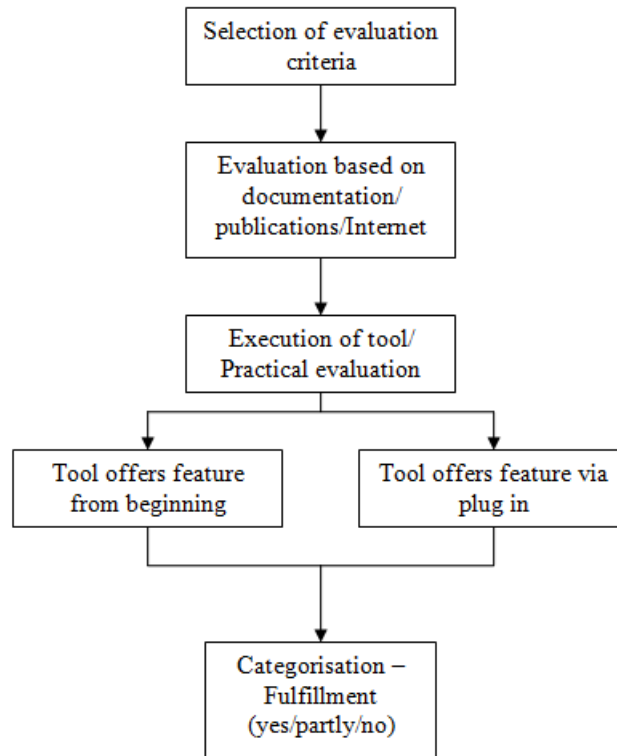 Selection of evaluation
criteria
Evaluation based on
documentation/
publications/Internet
Execution of tool/
Practical evaluation
Tool offers feature
from beginning
Tool offers feature via
plug in
Categorisation –
Fulfillment
(yes/partly/no)